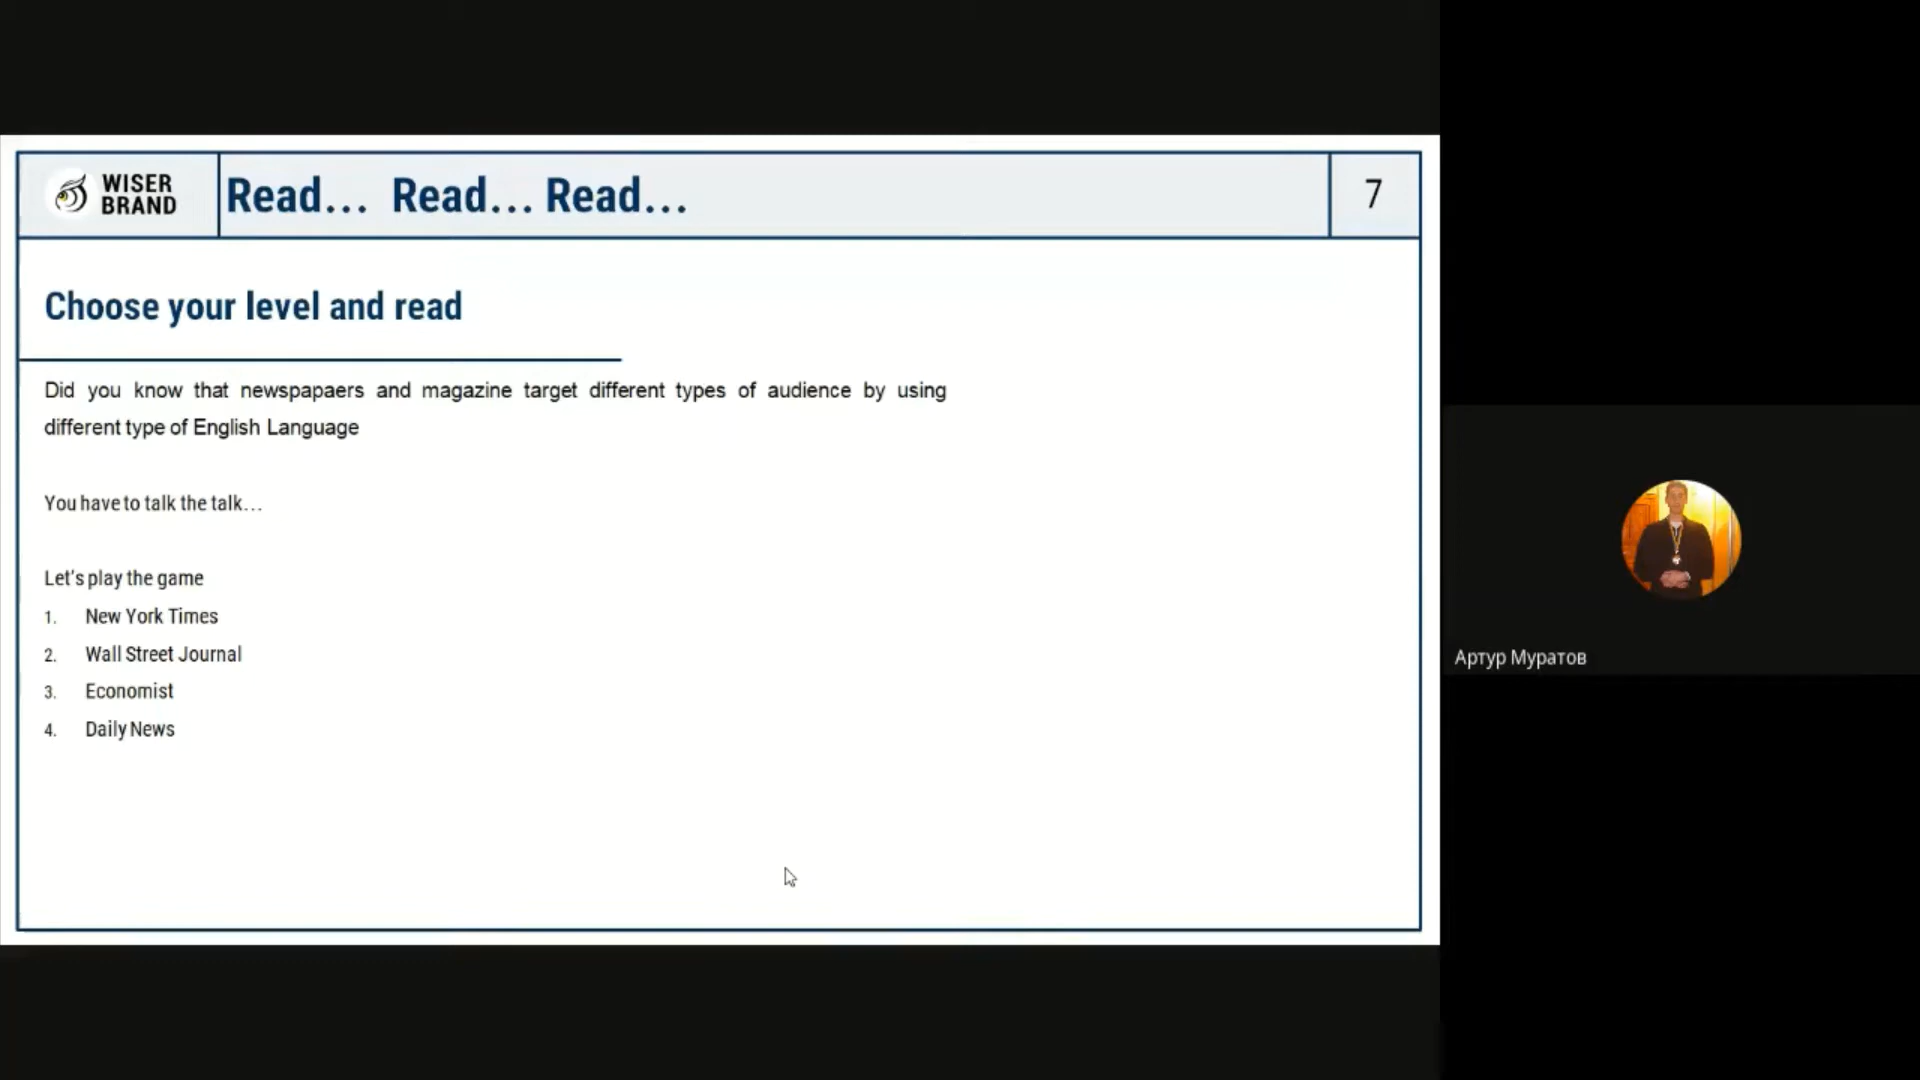 WISER
BRAND
Read... Read... Read...
7
Choose your level and read
Did you know that newspapaers and magazine target different types of audience by using
different type of English Language
You have to talk the talk...
Let's play the game
1. New York Times
2. Wall Street Journal
3. Economist
4. Daily News
Артур Муратов